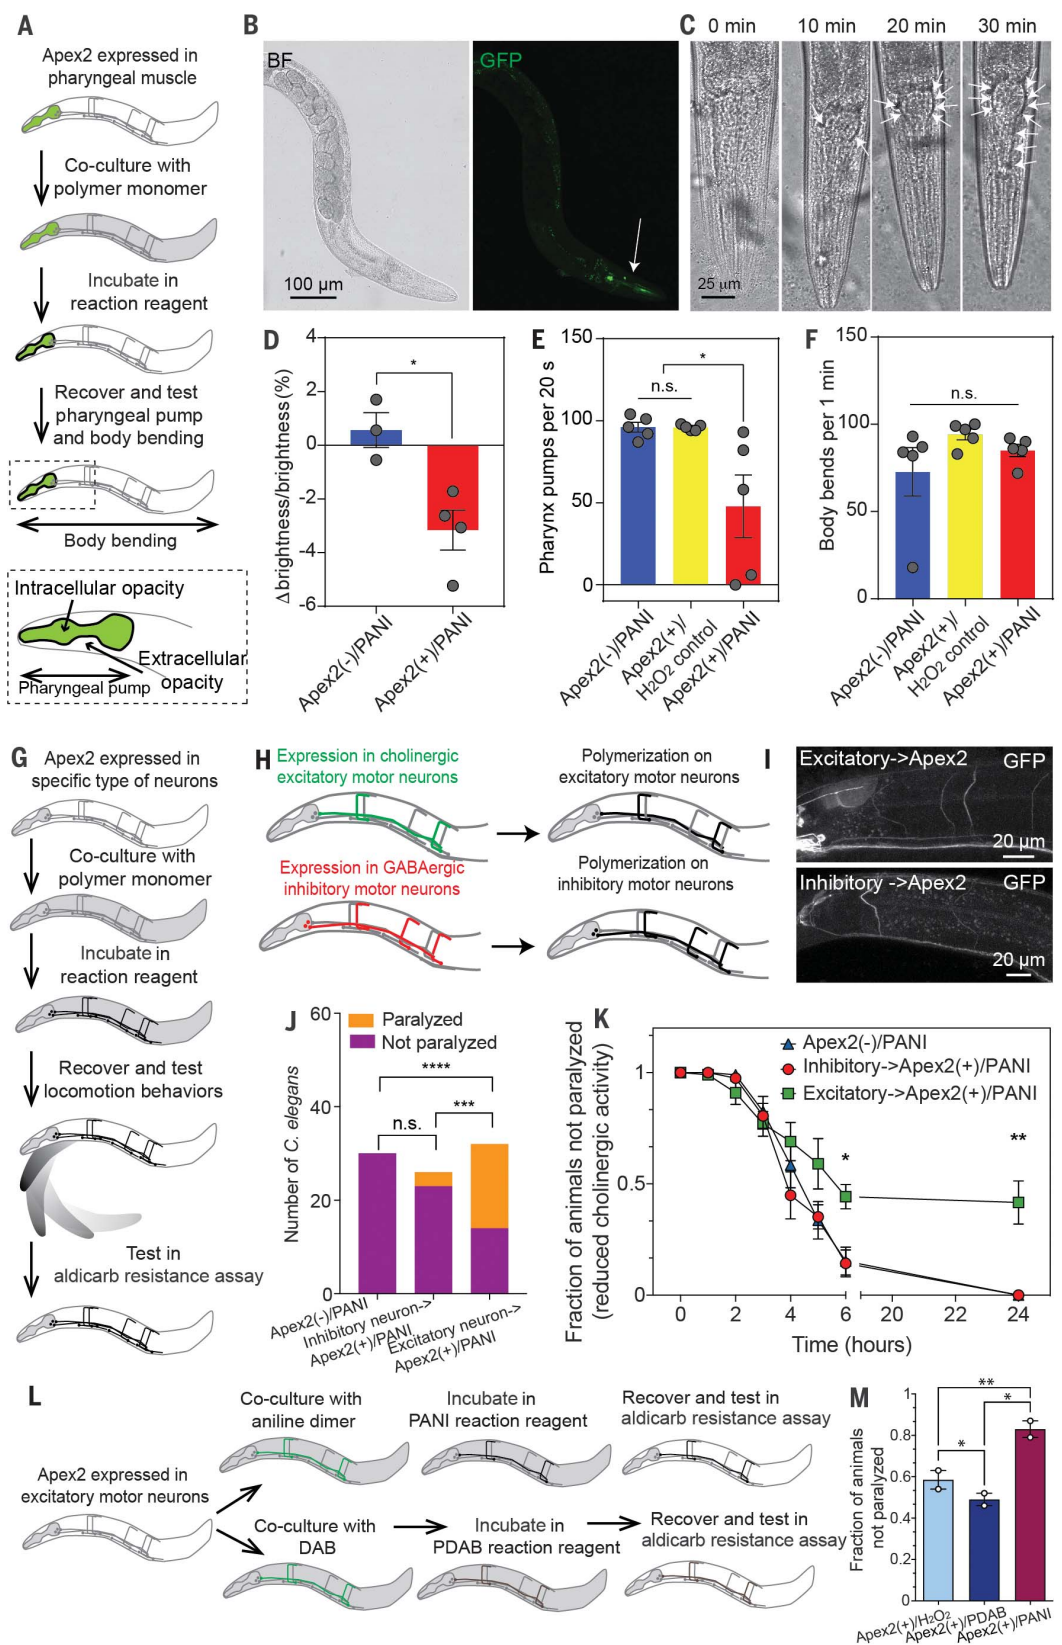 A
Apex2 expressed in
pharyngeal muscle
Co-culture with
polymer monomer
Incubate in
reaction reagent
Recover and test
pharyngeal pump
and body bending
Body bending
Intracellular opacity
Extracellular
opacity
Pharyngeal pump
B
BF
GFP
100 µm
C
0 min
10 min
20 min
30 min
25 µm
D
Δbrightness/brightness (%)
4
2
0
-2
-4
-6
*
Apex2(-)/PANI
Apex2(+)/PANI
E
Pharynx pumps per 20 s
150
100
50
0
n.s.
*
Apex2(-)/PANI
Apex2(+)/
H2O2 control
Apex2(+)/PANI
F
Body bends per 1 min
150
100
50
0
n.s.
Apex2(-)/PANI
Apex2(+)/
H2O2 control
Apex2(+)/PANI
G
Apex2 expressed in
specific type of neurons
Co-culture with
polymer monomer
Incubate in
reaction reagent
Recover and test
locomotion behaviors
Test in
aldicarb resistance assay
H
Expression in cholinergic
excitatory motor neurons
Polymerization on
excitatory motor neurons
Expression in GABAergic
inhibitory motor neurons
Polymerization on
inhibitory motor neurons
I
Excitatory->Apex2
GFP
20 µm
Inhibitory ->Apex2
GFP
20 µm
J
Number of C. elegans
60
40
20
0
Paralyzed
Not paralyzed
****
***
n.s.
Apex2(-)/PANI
Inhibitory neuron->
Apex2(+)/PANI
Excitatory neuron->
Apex2(+)/PANI
K
Fraction of animals not paralyzed
(reduced cholinergic activity)
1
0.5
0
Apex2(-)/PANI
Inhibitory->Apex2(+)/PANI
Excitatory->Apex2(+)/PANI
*
**
0
2
4
6
20
22
24
Time (hours)
L
Apex2 expressed in
excitatory motor neurons
Co-culture with
aniline dimer
Incubate in
PANI reaction reagent
Recover and test in
aldicarb resistance assay
Co-culture with
DAB
Incubate in
PDAB reaction reagent
Recover and test in
aldicarb resistance assay
M
Fraction of animals
not paralyzed
1
0.8
0.6
0.4
0.2
0
**
*
*
Apex2(+)/H2O2
Apex2(+)/PDAB
Apex2(+)/PANI